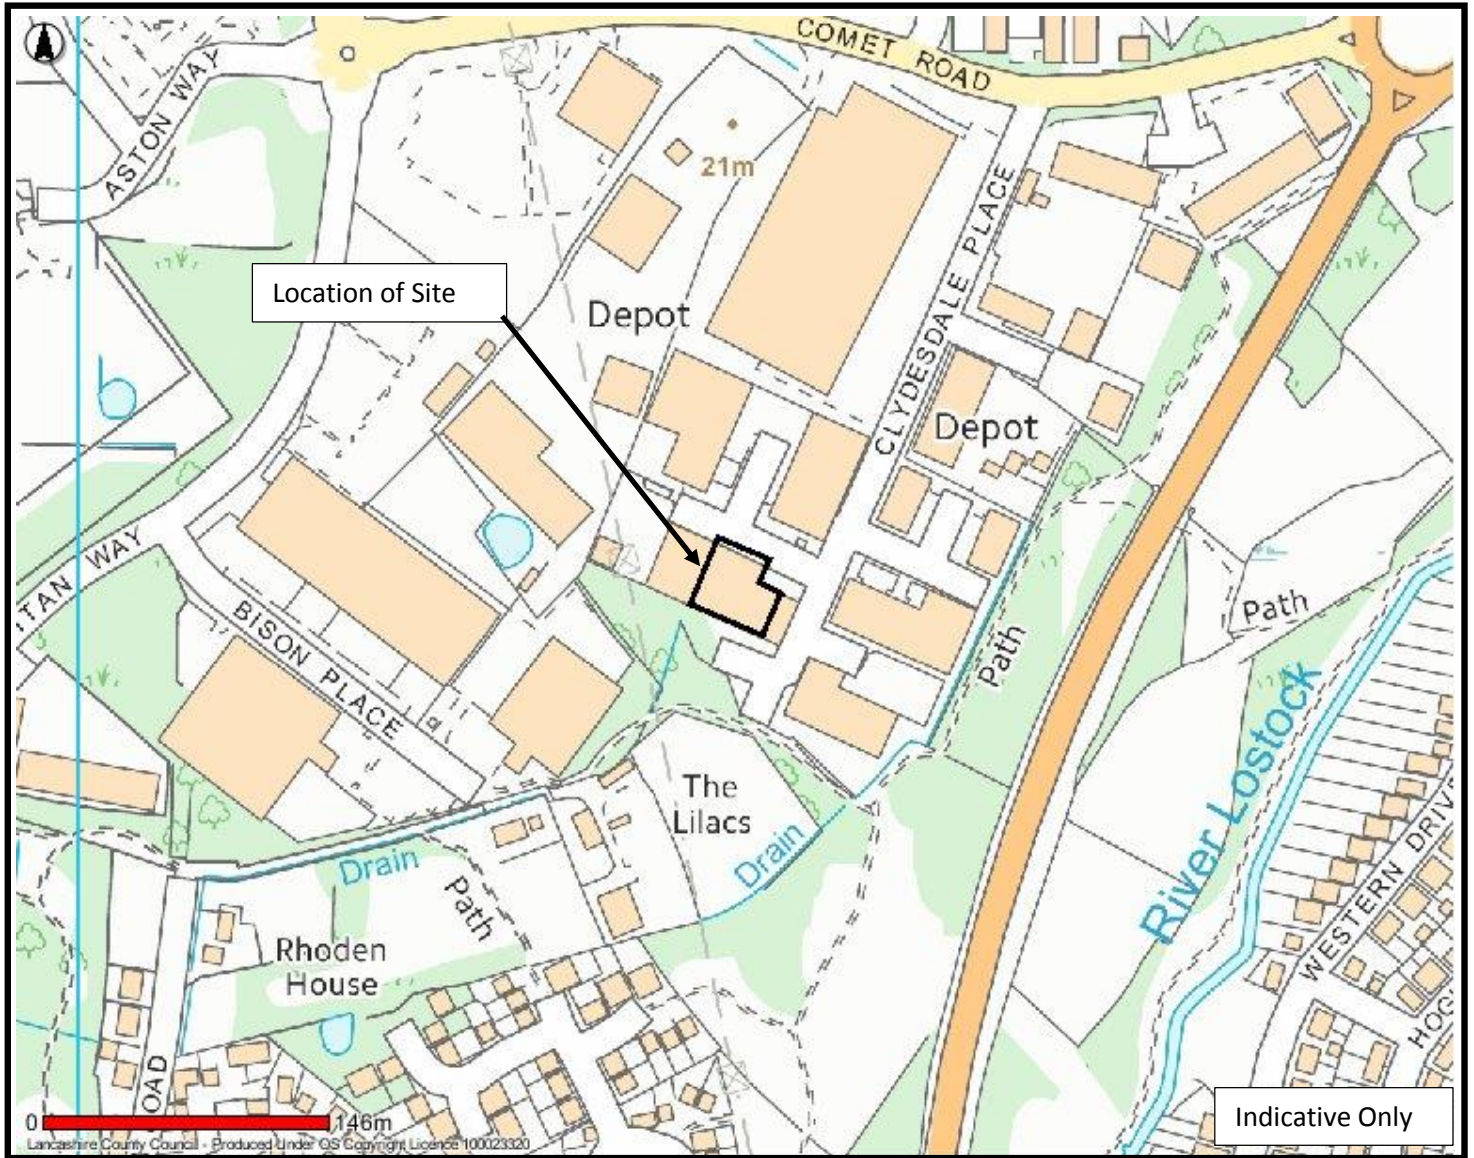 COMET ROAD
ASTON WAY
21m
CLYDESDALE PLACE
Location of Site
Depot
Depot
TAN WAY
BISON PLACE
Path
Path
River Lostock
The
Lilacs
Drain
Drain
Path
WESTERN DRIVE
Rhoden
House
HOG
OAD
0
146m
Indicative Only
Lancashire County Council - Produced Under OS Copyright Licence 100023320